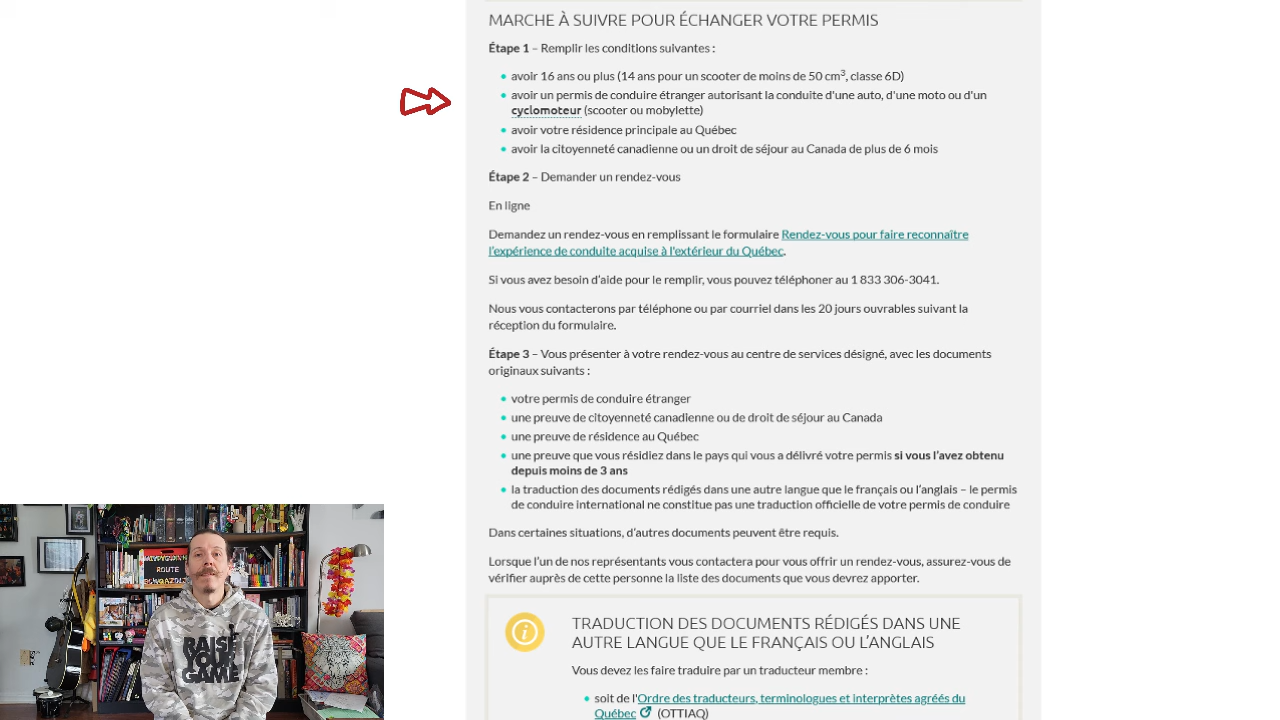 MARCHE À SUIVRE POUR ÉCHANGER VOTRE PERMIS
Étape 1 – Remplir les conditions suivantes :
• avoir 16 ans ou plus (14 ans pour un scooter de moins de 50 cm³, classe 6D)
• avoir un permis de conduire étranger autorisant la conduite d'une auto, d'une moto ou d'un
cyclomoteur (scooter ou mobylette)
• avoir votre résidence principale au Québec
• avoir la citoyenneté canadienne ou un droit de séjour au Canada de plus de 6 mois
Étape 2 – Demander un rendez-vous
En ligne
Demandez un rendez-vous en remplissant le formulaire Rendez-vous pour faire reconnaître
l'expérience de conduite acquise à l'extérieur du Québec.
Si vous avez besoin d'aide pour le remplir, vous pouvez téléphoner au 1 833 306-3041.
Nous vous contacterons par téléphone ou par courriel dans les 20 jours ouvrables suivant la
réception du formulaire.
Étape 3 – Vous présenter à votre rendez-vous au centre de services désigné, avec les documents
originaux suivants :
• votre permis de conduire étranger
• une preuve de citoyenneté canadienne ou de droit de séjour au Canada
• une preuve de résidence au Québec
• une preuve que vous résidiez dans le pays qui vous a délivré votre permis si vous l'avez obtenu
depuis moins de 3 ans
• la traduction des documents rédigés dans une autre langue que le français ou l'anglais – le permis
de conduire international ne constitue pas une traduction officielle de votre permis de conduire
Dans certaines situations, d'autres documents peuvent être requis.
Lorsque l'un de nos représentants vous contactera pour vous offrir un rendez-vous, assurez-vous de
vérifier auprès de cette personne la liste des documents que vous devrez apporter.
TRADUCTION DES DOCUMENTS RÉDIGÉS DANS UNE
AUTRE LANGUE QUE LE FRANÇAIS OU L'ANGLAIS
Vous devez les faire traduire par un traducteur membre :
• soit de l'Ordre des traducteurs, terminologues et interprètes agréés du
Québec (OTTIAQ)
ROUTE
RAISE
YOUR
GAME